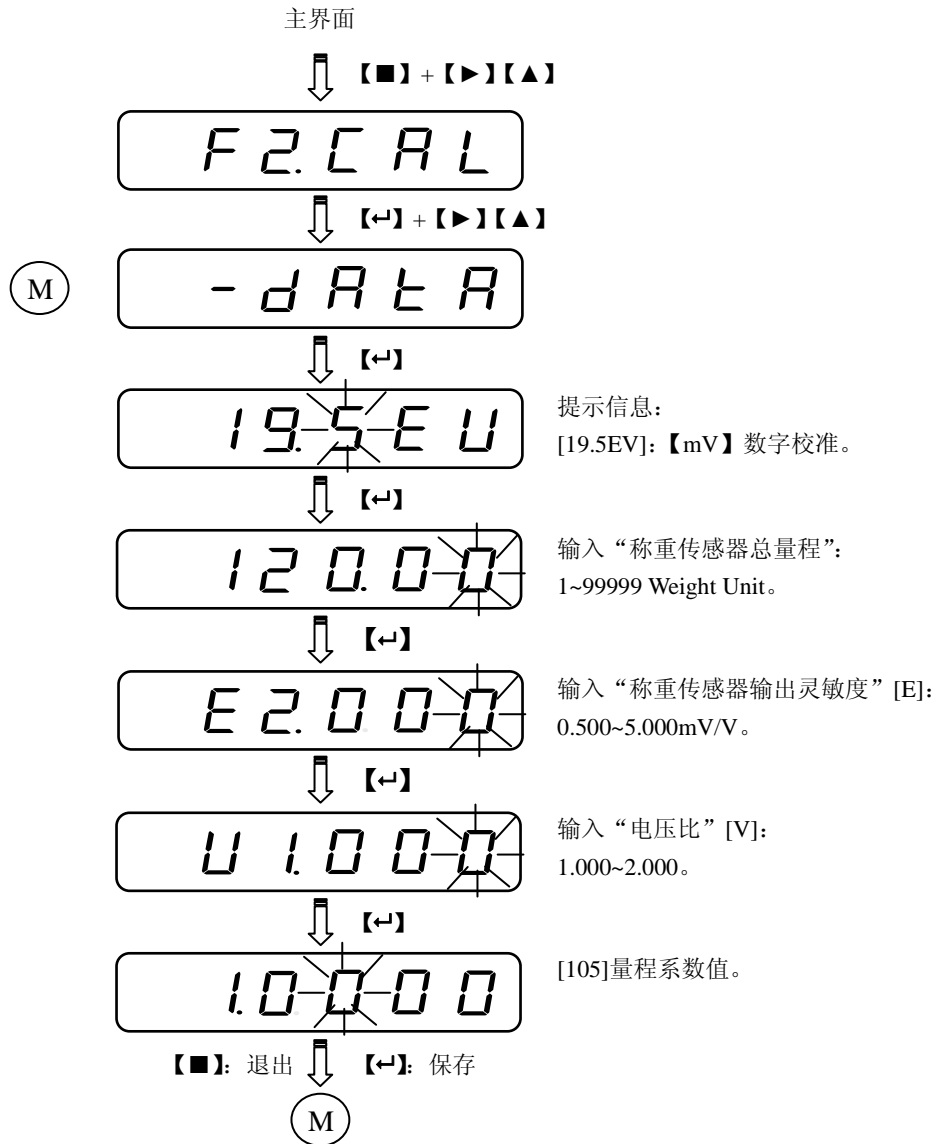 主界面
【■】+【►】【▲】
F2.CAL
【↵】+【►】【▲】
M
-dAtA
【↵】
19.5EU
提示信息：
[19.5EV]：【mV】数字校准。
【↵】
120.00
输入“称重传感器总量程”：
1~99999 Weight Unit。
【↵】
E2.000
输入“称重传感器输出灵敏度”[E]：
0.500~5.000mV/V。
【↵】
U1.000
输入“电压比”[V]：
1.000~2.000。
【↵】
1.0000
[105]量程系数值。
【■】：退出 【↵】：保存
M